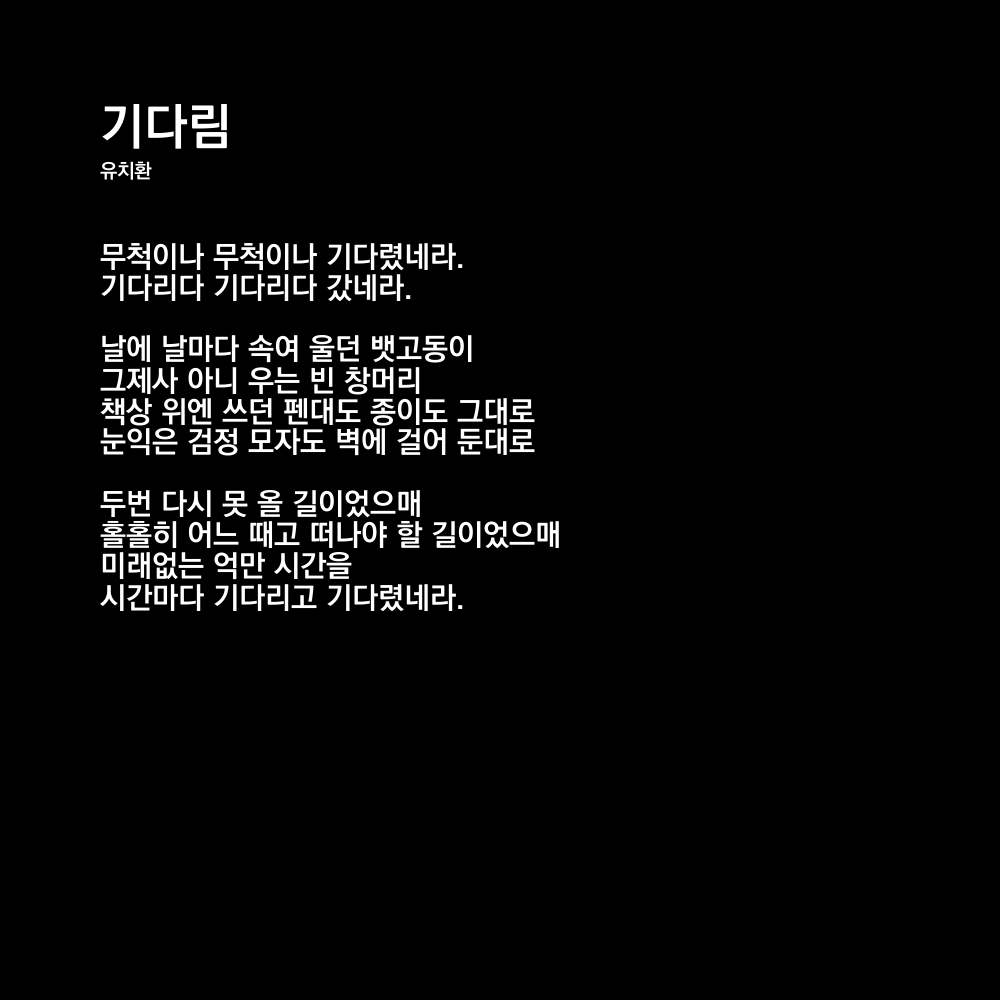 기다림
유치환
무척이나 무척이나 기다렸네라.
기다리다 기다리다 갔네라.
날에 날마다 속여 울던 뱃고동이
그제사 아니 우는 빈 창머리
책상 위엔 쓰던 펜대도 종이도 그대로
눈익은 검정 모자도 벽에 걸어 둔대로
두번 다시 못 올 길이었으매
홀홀히 어느 때고 떠나야 할 길이었으매
미래없는 억만 시간을
시간마다 기다리고 기다렸네라.